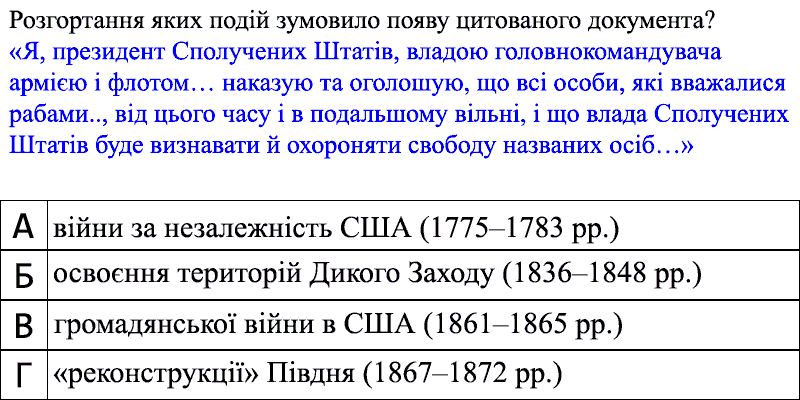 Розгортання яких подій зумовило появу цитованого документа?
«Я, президент Сполучених Штатів, владою головнокомандувача
армією і флотом… наказую та оголошую, що всі особи, які вважалися
рабами.., від цього часу і в подальшому вільні, і що влада Сполучених
Штатів буде визнавати й охороняти свободу названих осіб…»
А війни за незалежність США (1775–1783 рр.)
Б освоєння територій Дикого Заходу (1836–1848 рр.)
В громадянської війни в США (1861–1865 рр.)
Г «реконструкції» Півдня (1867–1872 рр.)